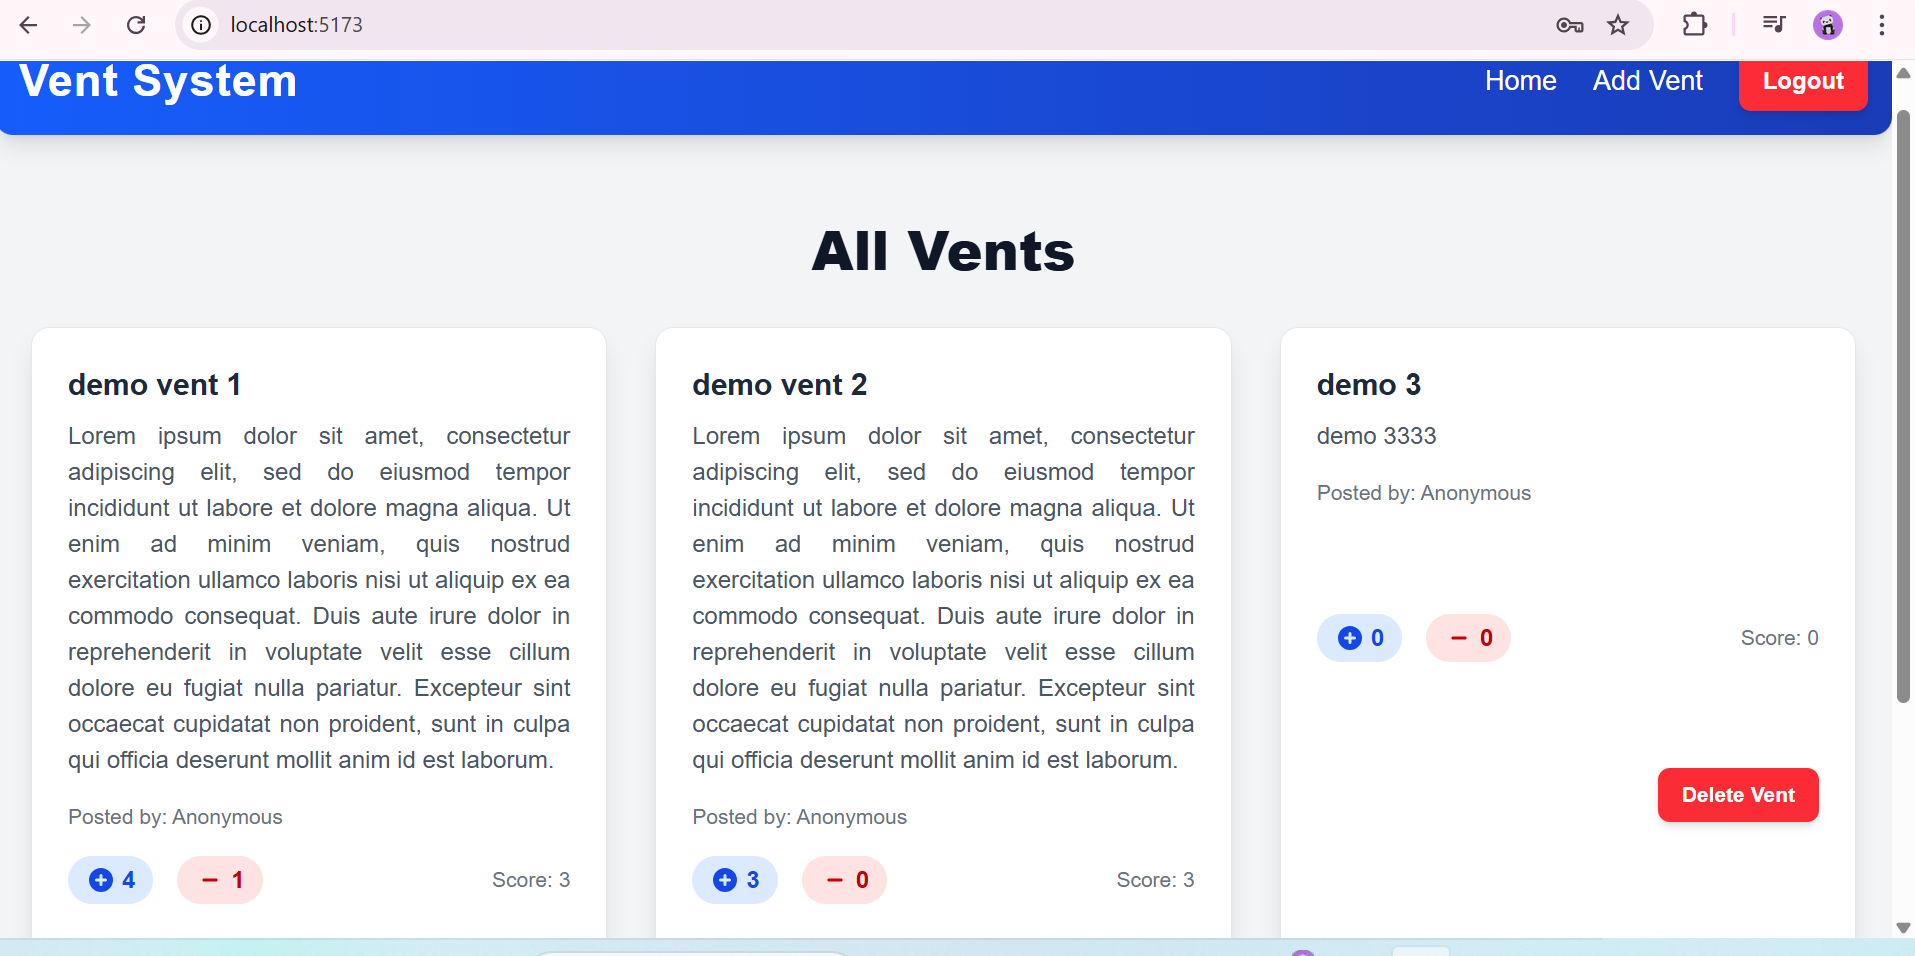 localhost:5173
Vent System
Home
Add Vent
Logout
All Vents
demo vent 1
Lorem ipsum dolor sit amet, consectetur
adipiscing elit, sed do eiusmod tempor
incididunt ut labore et dolore magna aliqua. Ut
enim ad minim veniam, quis nostrud
exercitation ullamco laboris nisi ut aliquip ex ea
commodo consequat. Duis aute irure dolor in
reprehenderit in voluptate velit esse cillum
dolore eu fugiat nulla pariatur. Excepteur sint
occaecat cupidatat non proident, sunt in culpa
qui officia deserunt mollit anim id est laborum.
Posted by: Anonymous
4
1
Score: 3
demo vent 2
Lorem ipsum dolor sit amet, consectetur
adipiscing elit, sed do eiusmod tempor
incididunt ut labore et dolore magna aliqua. Ut
enim ad minim veniam, quis nostrud
exercitation ullamco laboris nisi ut aliquip ex ea
commodo consequat. Duis aute irure dolor in
reprehenderit in voluptate velit esse cillum
dolore eu fugiat nulla pariatur. Excepteur sint
occaecat cupidatat non proident, sunt in culpa
qui officia deserunt mollit anim id est laborum.
Posted by: Anonymous
3
0
Score: 3
demo 3
demo 3333
Posted by: Anonymous
0
0
Score: 0
Delete Vent